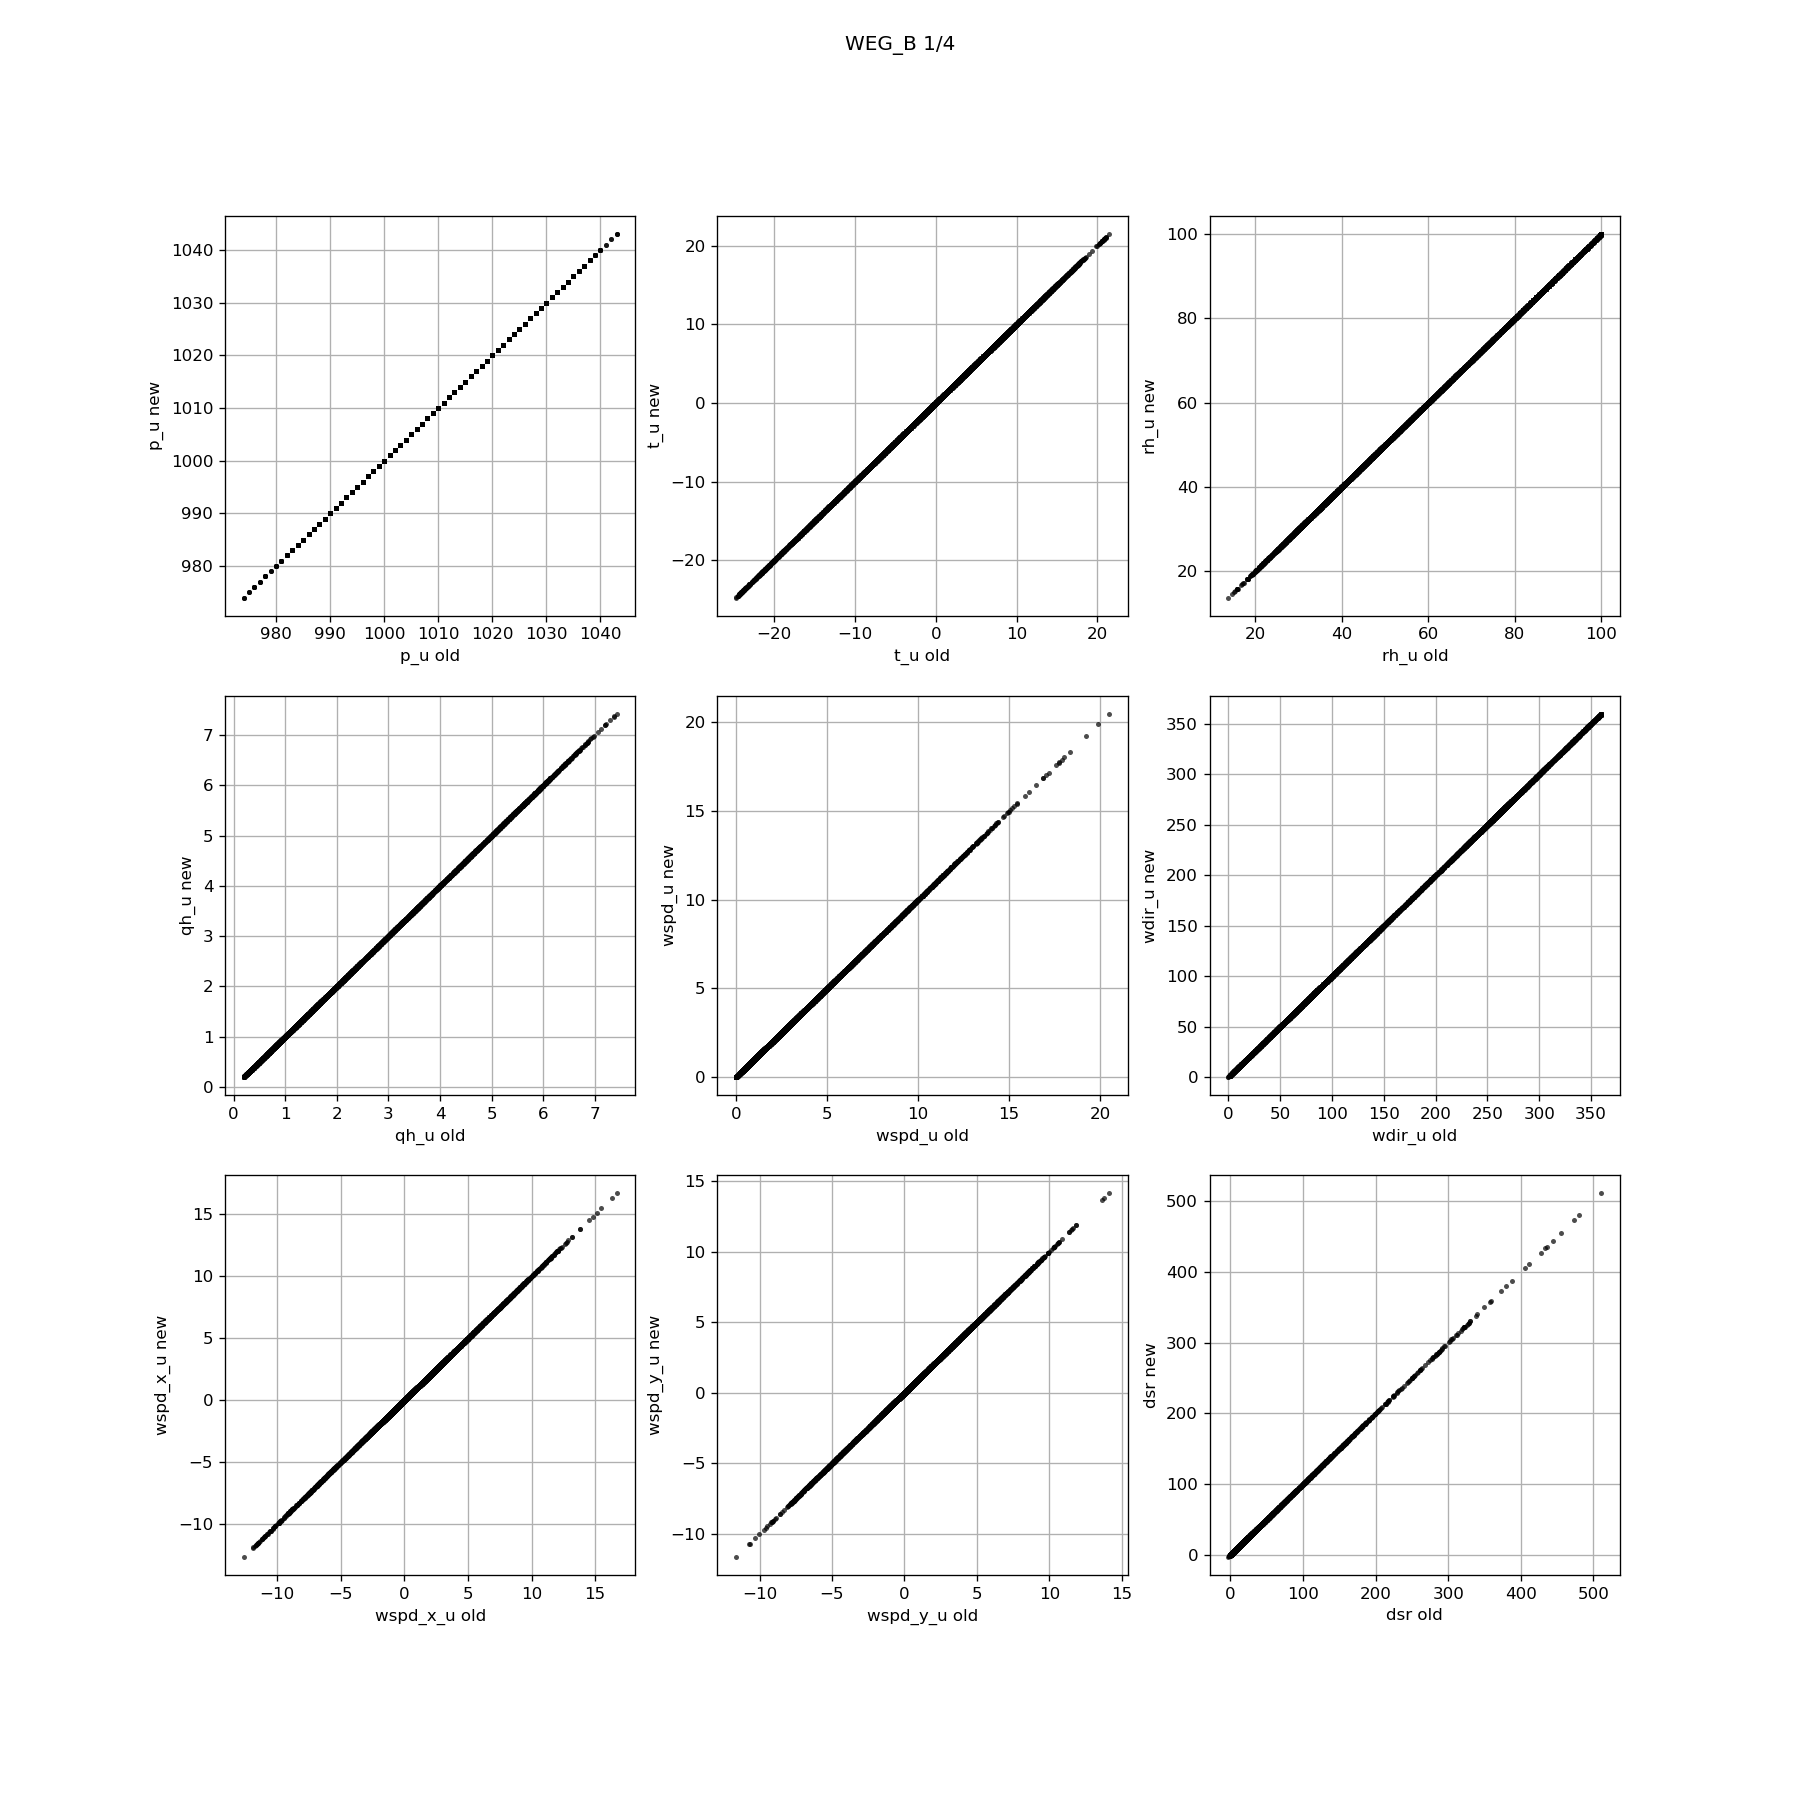 WEG_B 1/4
1040
1030
1020
1010
1000
990
980
p_u new
980 990 1000 1010 1020 1030 1040
p_u old
20
10
0
−10
−20
t_u new
−20 −10 0 10 20
t_u old
100
80
60
40
20
rh_u new
20 40 60 80 100
rh_u old
7
6
5
4
3
2
1
0
qh_u new
0 1 2 3 4 5 6 7
qh_u old
20
15
10
5
0
wspd_u new
0 5 10 15 20
wspd_u old
350
300
250
200
150
100
50
0
wdir_u new
0 50 100 150 200 250 300 350
wdir_u old
15
10
5
0
−5
−10
wspd_x_u new
−10 −5 0 5 10 15
wspd_x_u old
15
10
5
0
−5
−10
wspd_y_u new
−10 −5 0 5 10 15
wspd_y_u old
500
400
300
200
100
0
dsr new
0 100 200 300 400 500
dsr old